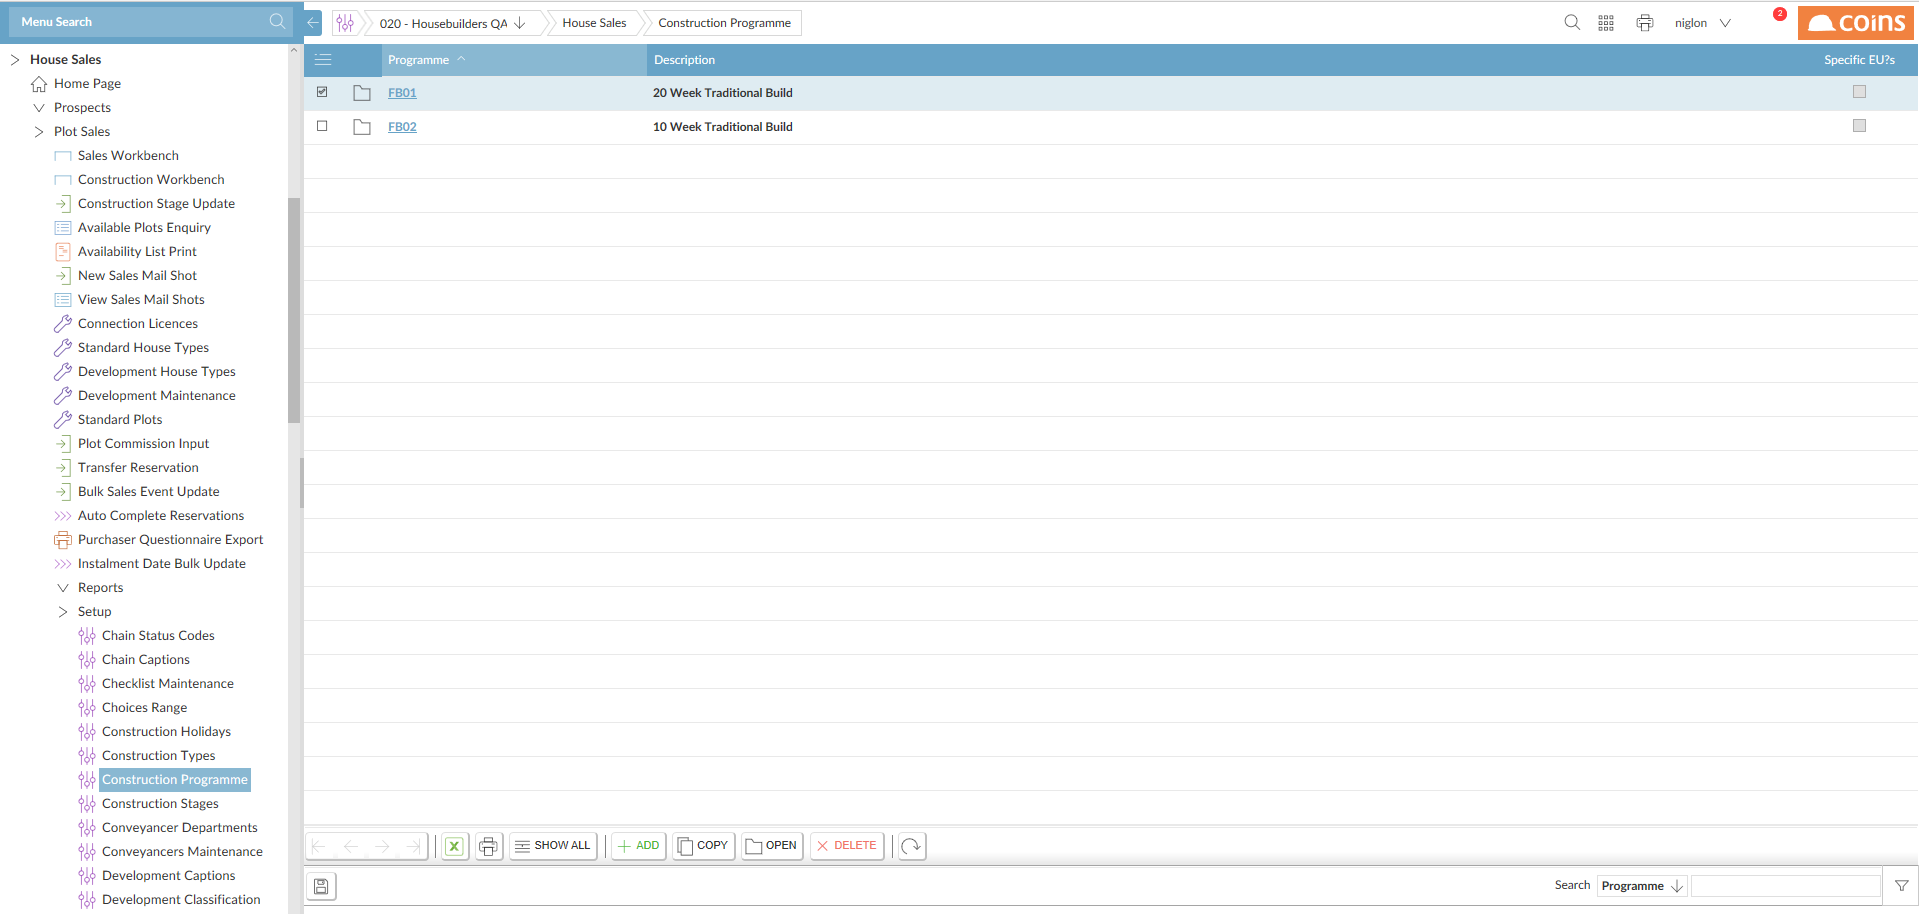 Menu Search
020 - Housebuilders QA
House Sales
Construction Programme
niglon
2
coins
House Sales
Home Page
Prospects
Plot Sales
Sales Workbench
Construction Workbench
Construction Stage Update
Available Plots Enquiry
Availability List Print
New Sales Mail Shot
View Sales Mail Shots
Connection Licences
Standard House Types
Development House Types
Development Maintenance
Standard Plots
Plot Commission Input
Transfer Reservation
Bulk Sales Event Update
Auto Complete Reservations
Purchaser Questionnaire Export
Instalment Date Bulk Update
Reports
Setup
Chain Status Codes
Chain Captions
Checklist Maintenance
Choices Range
Construction Holidays
Construction Types
Construction Programme
Construction Stages
Conveyancer Departments
Conveyancers Maintenance
Development Captions
Development Classification
Programme Description Specific EU?s
FB01 20 Week Traditional Build
FB02 10 Week Traditional Build
SHOW ALL ADD COPY OPEN DELETE
Search Programme